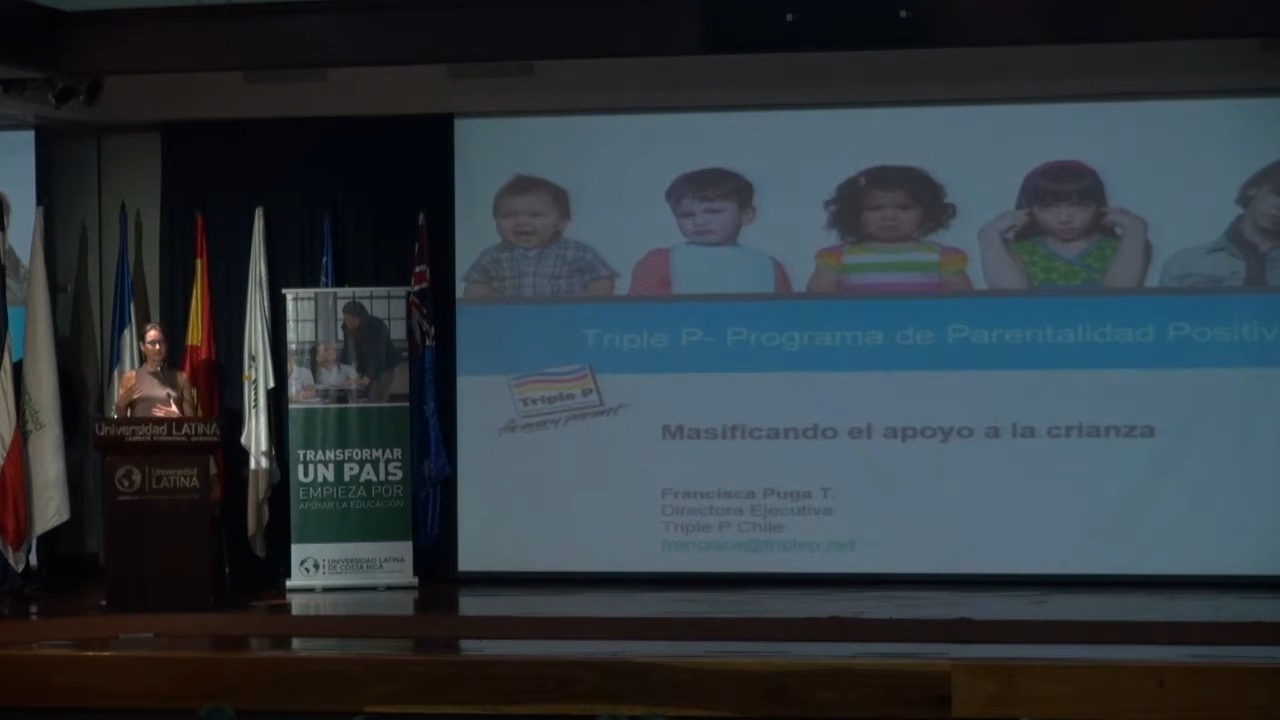 Triple P- Programa de Parentalidad Positiv
Triple P
Masificando el apoyo a la crianza
Francisca Puga T.
Directora Ejecutiva
Triple P Chile
Universidad LATINA
Universidad
LATINA
TRANSFORMAR
UN PAÍS
EMPIEZA POR
APOYAR LA EDUCACIÓN
UNIVERSIDAD LATINA
DE COSTA RICA